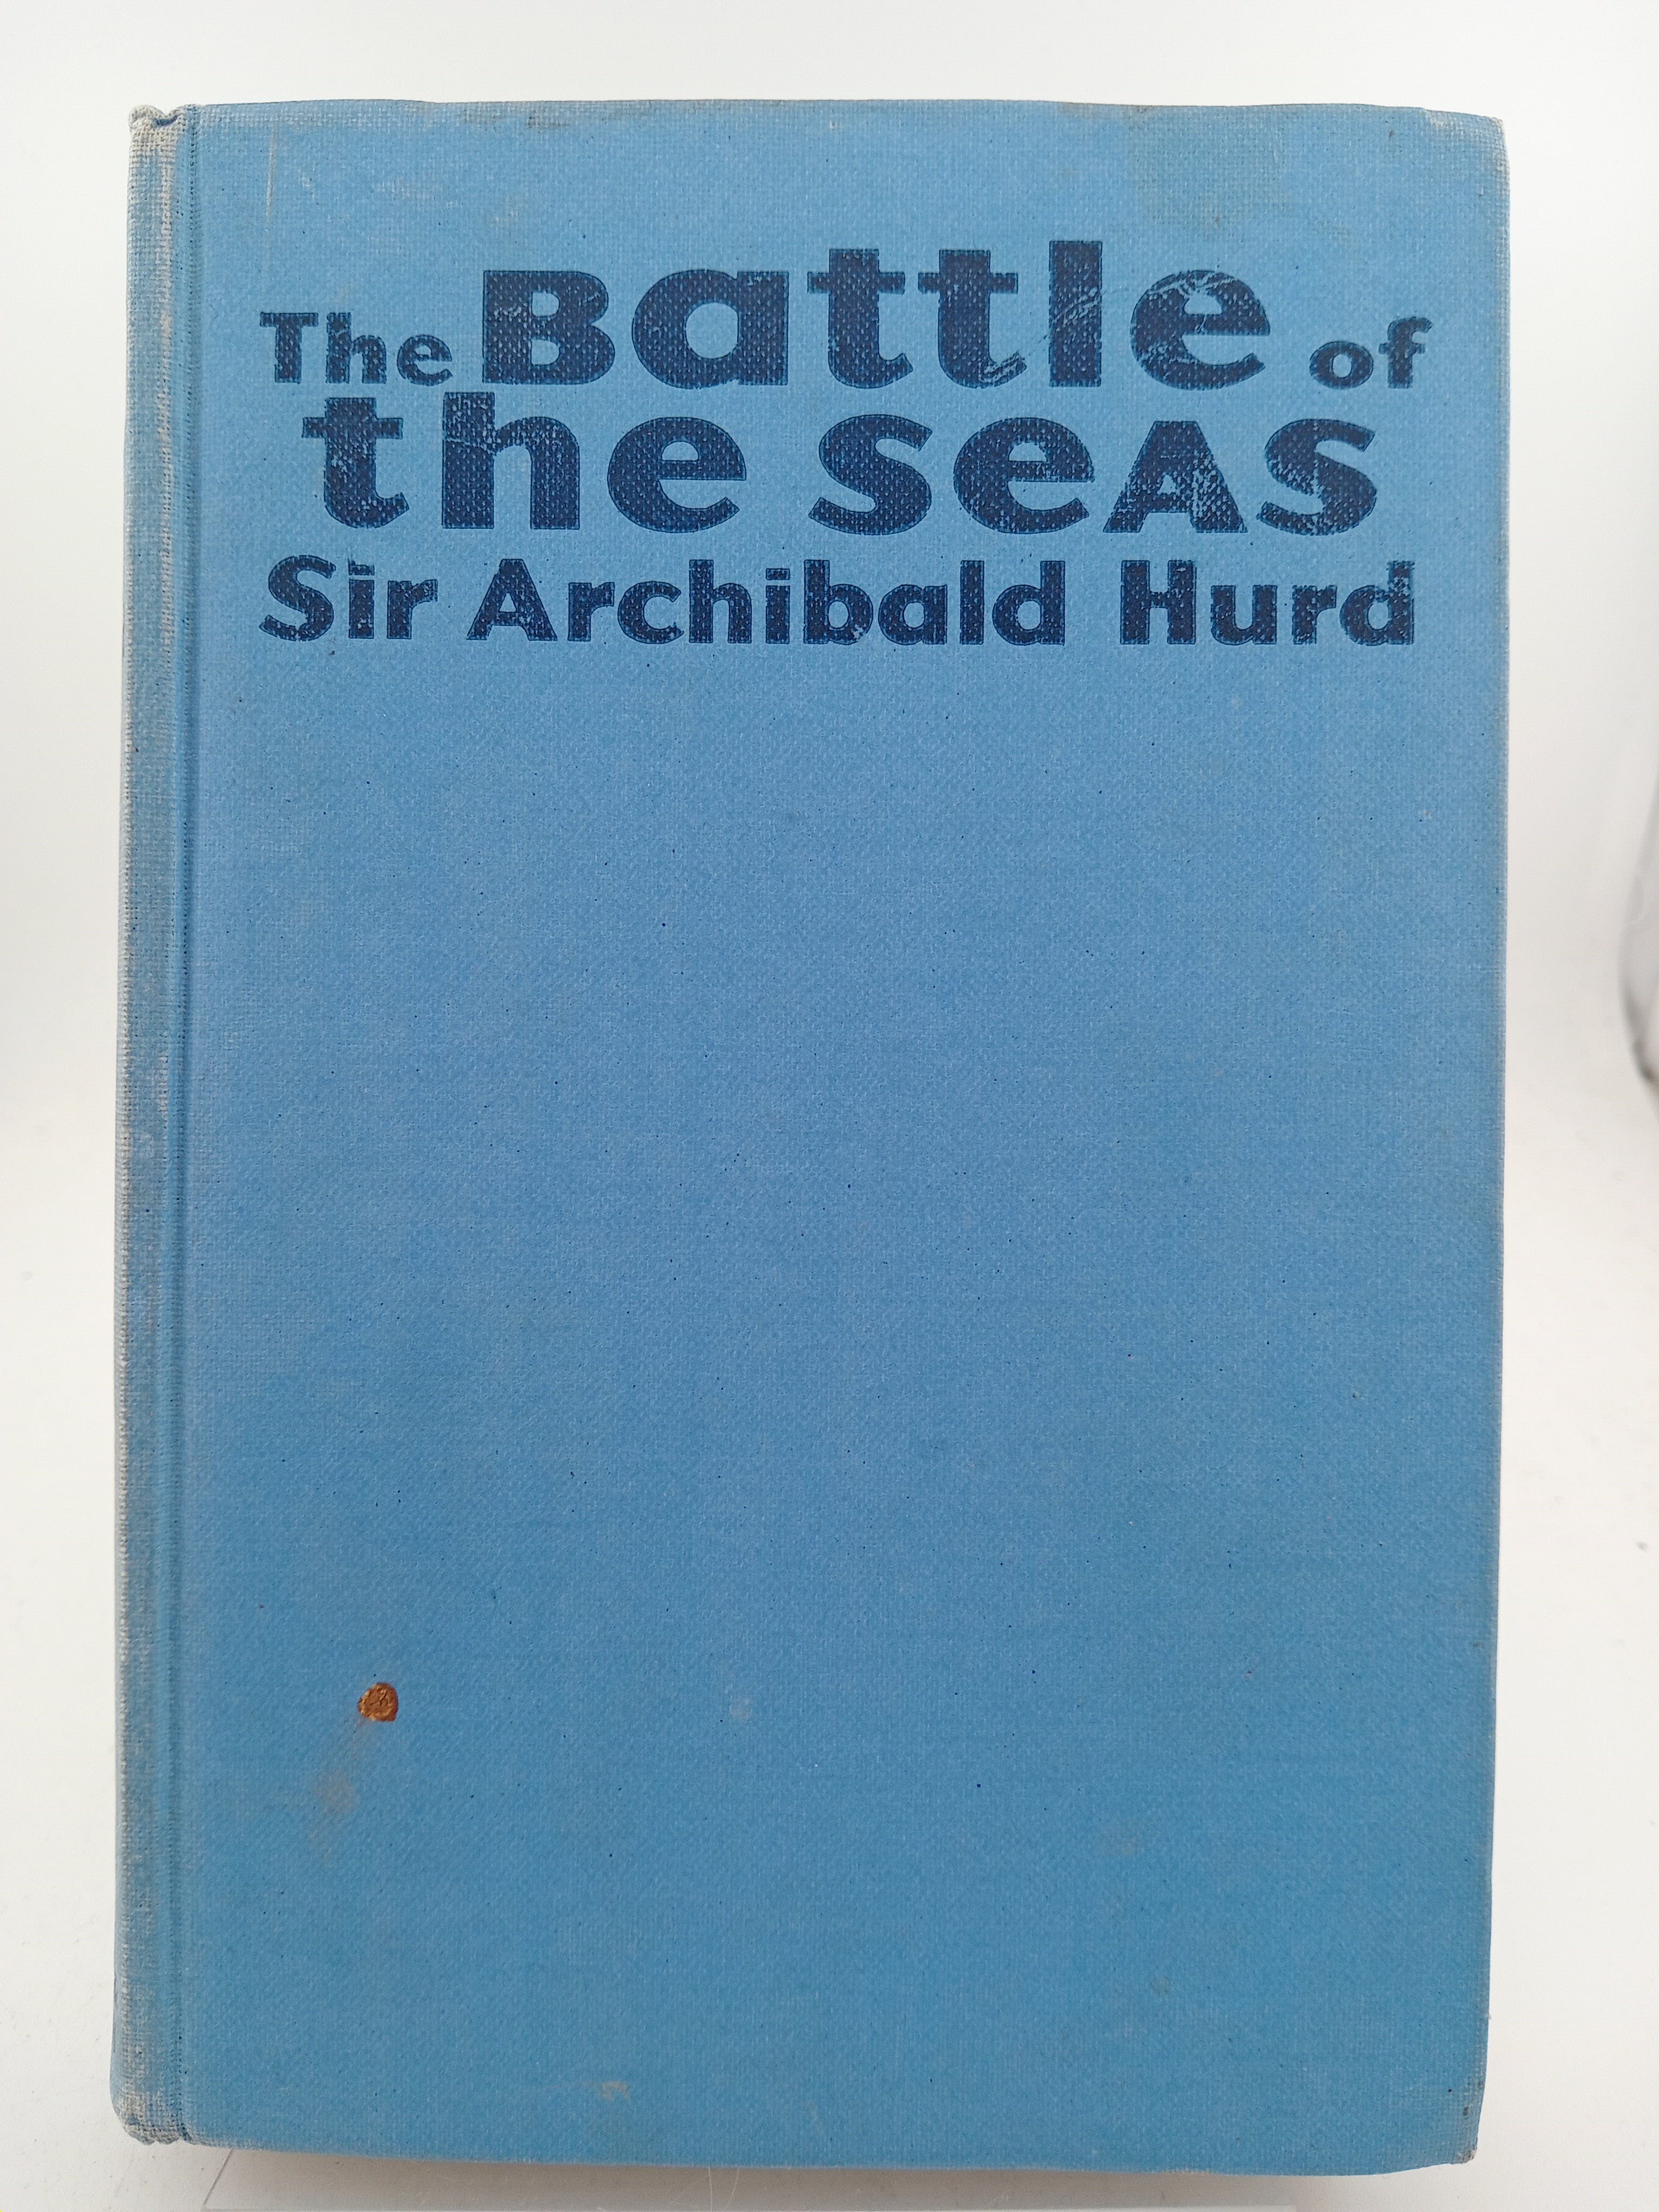 The Battle of
the seAs
Sir Archibald Hurd